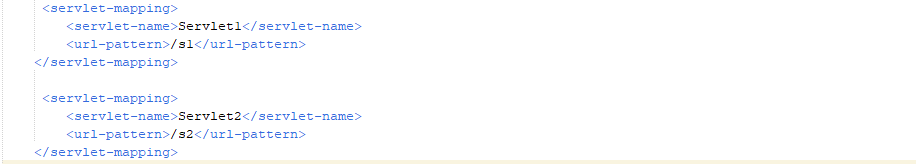 <servlet-mapping>
<servlet-name>Servlet1</servlet-name>
<url-pattern>/s1</url-pattern>
</servlet-mapping>
<servlet-mapping>
<servlet-name>Servlet2</servlet-name>
<url-pattern>/s2</url-pattern>
</servlet-mapping>